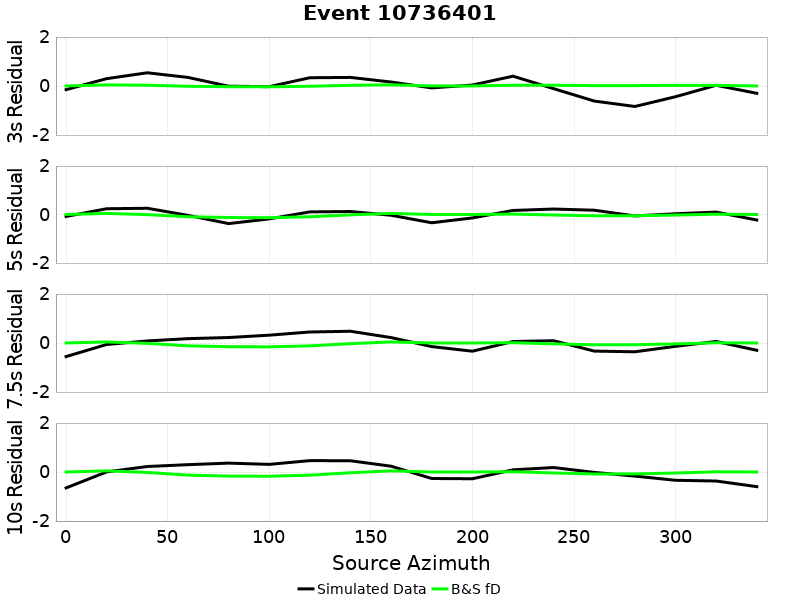 Event 10736401
3s Residual
2
0
-2
5s Residual
2
0
-2
7.5s Residual
2
0
-2
10s Residual
2
0
-2
0 50 100 150 200 250 300
Source Azimuth
Simulated Data B&S fD